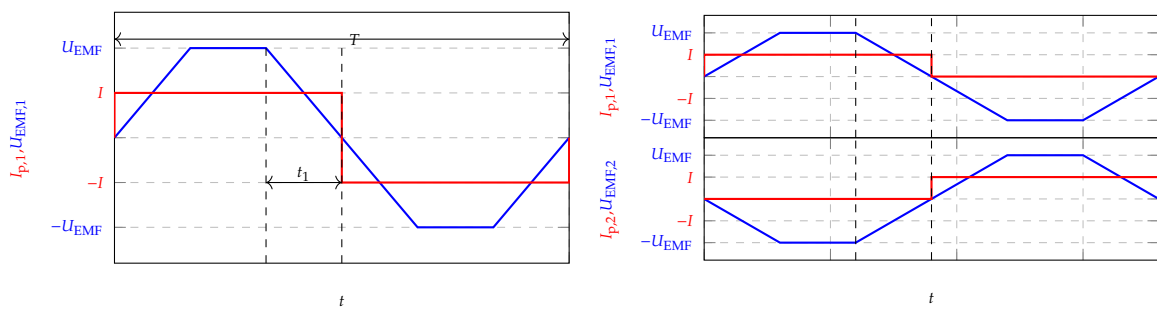 T
U_EMF
I
−I
−U_EMF
I_p,1, U_EMF,1
t_1
t
U_EMF
I
−I
−U_EMF
I_p,1, U_EMF,1
U_EMF
I
−I
−U_EMF
I_p,2, U_EMF,2
t